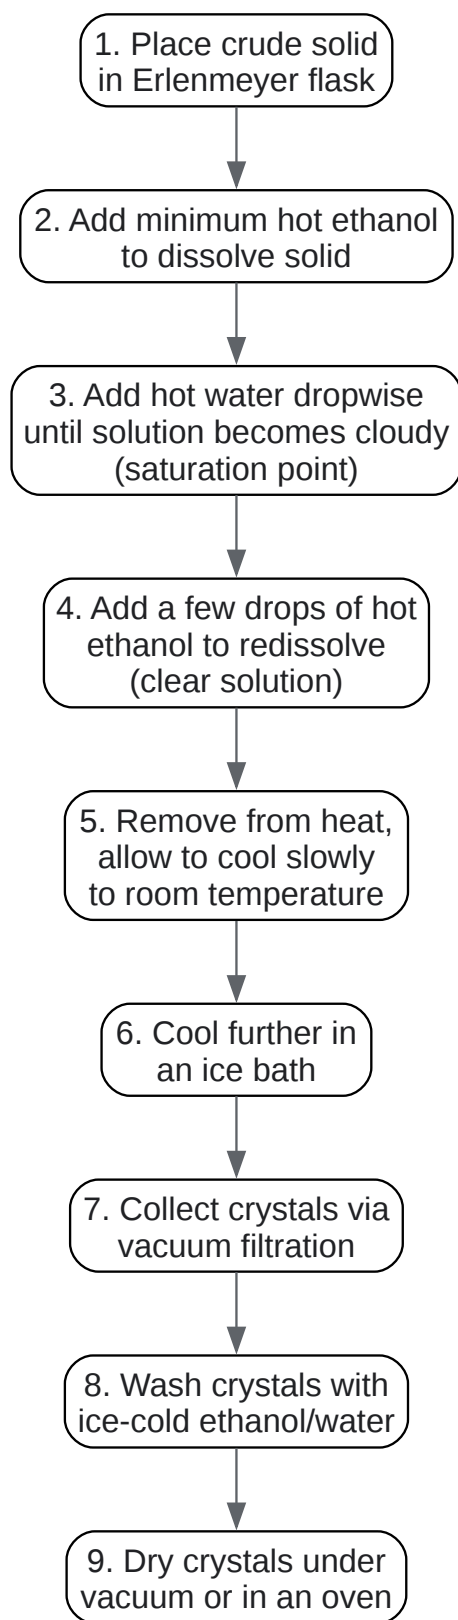 1. Place crude solid
in Erlenmeyer flask
2. Add minimum hot ethanol
to dissolve solid
3. Add hot water dropwise
until solution becomes cloudy
(saturation point)
4. Add a few drops of hot
ethanol to redissolve
(clear solution)
5. Remove from heat,
allow to cool slowly
to room temperature
6. Cool further in
an ice bath
7. Collect crystals via
vacuum filtration
8. Wash crystals with
ice-cold ethanol/water
9. Dry crystals under
vacuum or in an oven